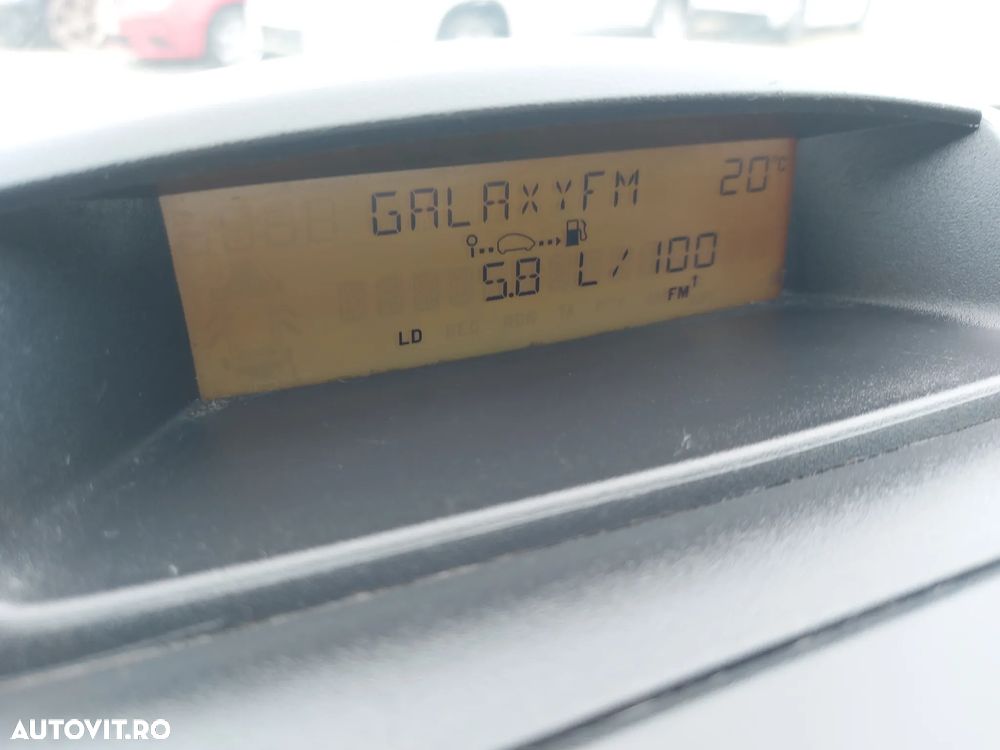 GALAXYFM 20°C
5.8 L/100
FM1
LD
AUTOVIT.RO